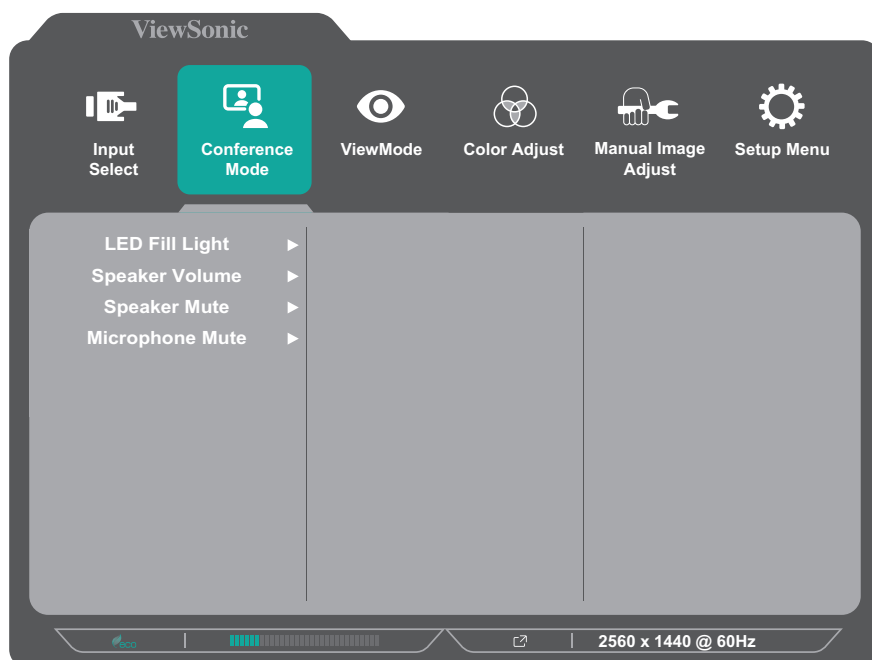 ViewSonic
Input
Select
Conference
Mode
ViewMode
Color Adjust
Manual Image
Adjust
Setup Menu
LED Fill Light
Speaker Volume
Speaker Mute
Microphone Mute
eco
2560 x 1440 @ 60Hz